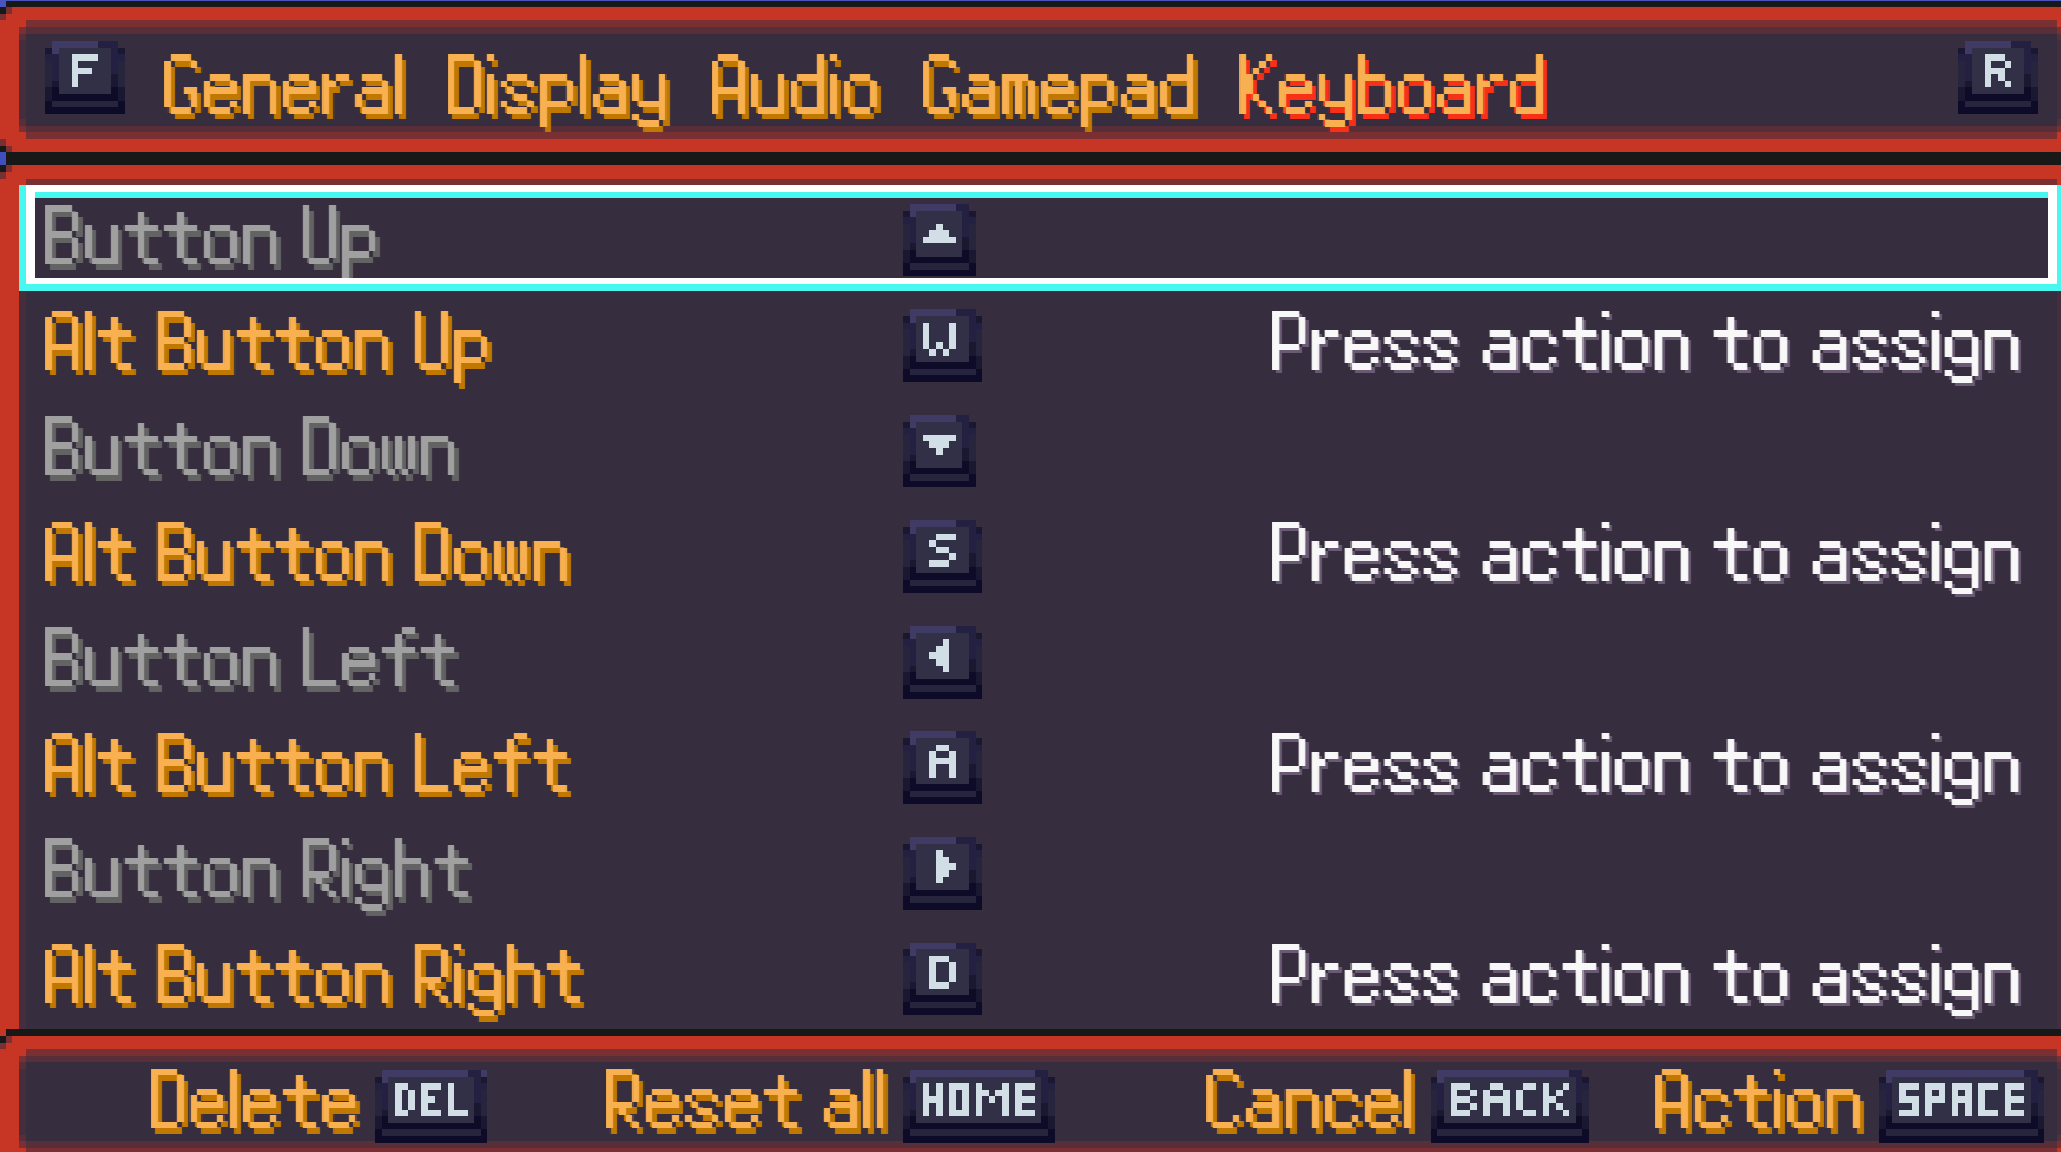 F General Display Audio Gamepad Keyboard R
Button Up
Alt Button Up W Press action to assign
Button Down
Alt Button Down S Press action to assign
Button Left
Alt Button Left A Press action to assign
Button Right
Alt Button Right D Press action to assign
Delete DEL Reset all HOME Cancel BACK Action SPACE